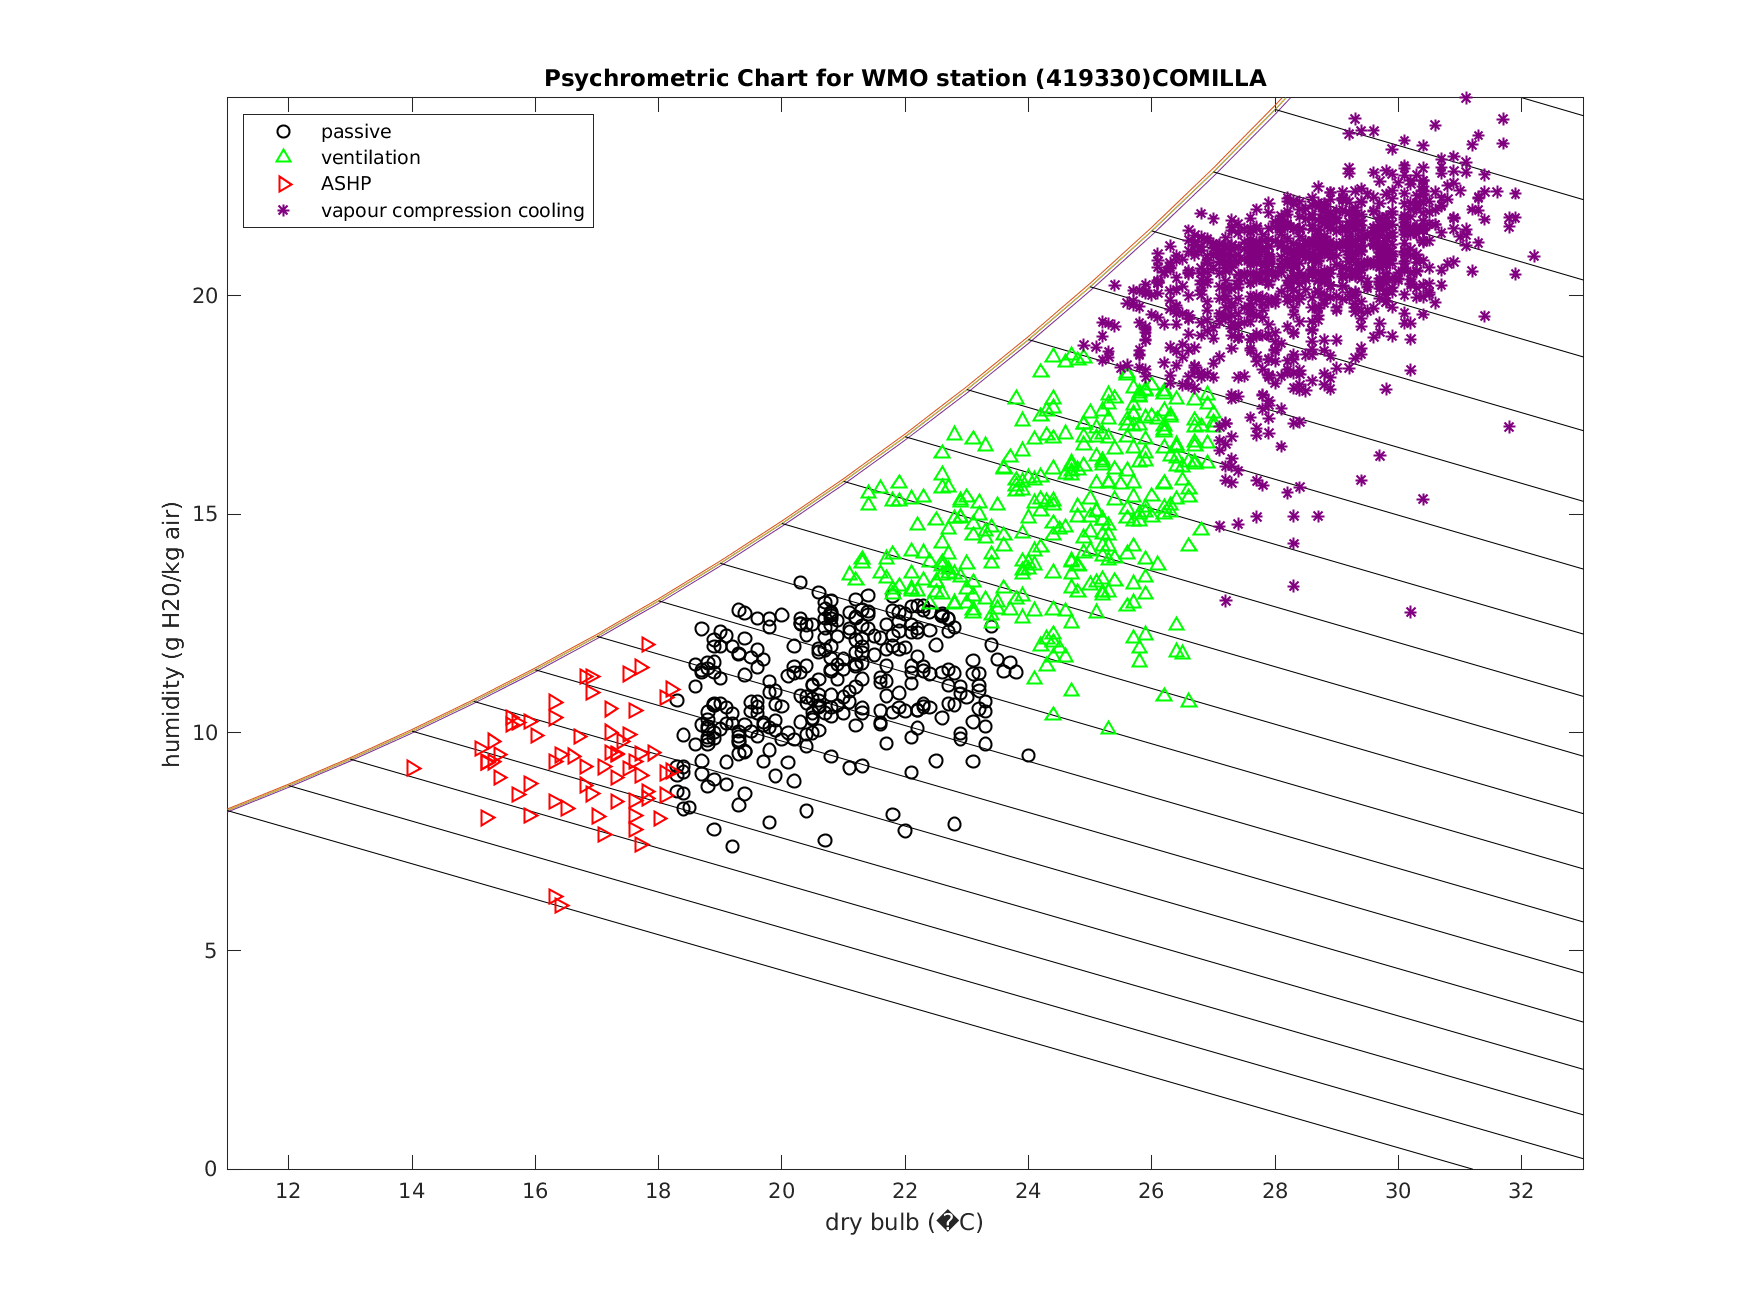 Psychrometric Chart for WMO station (419330)COMILLA
passive
ventilation
ASHP
vapour compression cooling
20
15
10
5
0
humidity (g H20/kg air)
12 14 16 18 20 22 24 26 28 30 32
dry bulb (�C)